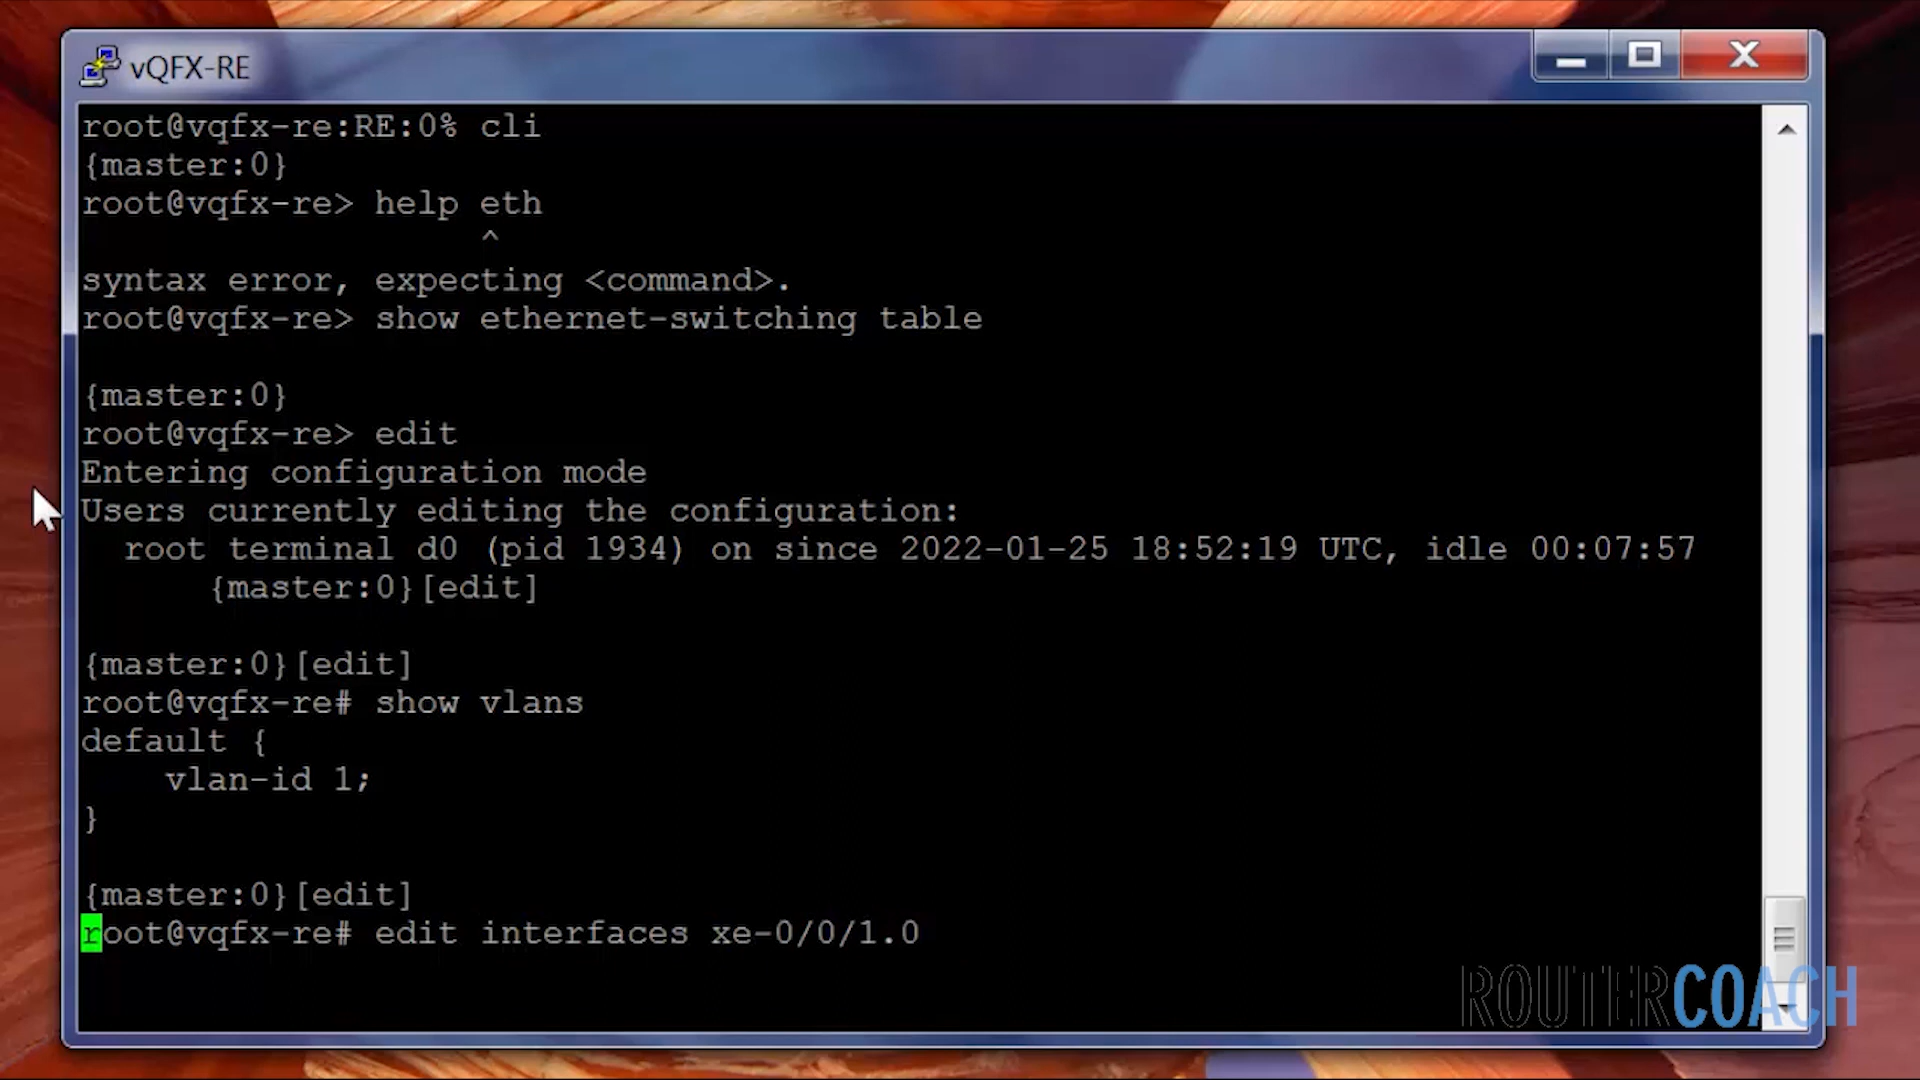 vQFX-RE
root@vqfx-re:RE:0% cli
{master:0}
root@vqfx-re> help eth
^
syntax error, expecting <command>.
root@vqfx-re> show ethernet-switching table
{master:0}
root@vqfx-re> edit
Entering configuration mode
Users currently editing the configuration:
root terminal d0 (pid 1934) on since 2022-01-25 18:52:19 UTC, idle 00:07:57
{master:0}[edit]
{master:0}[edit]
root@vqfx-re# show vlans
default {
vlan-id 1;
}
{master:0}[edit]
root@vqfx-re# edit interfaces xe-0/0/1.0
ROUTERCOACH